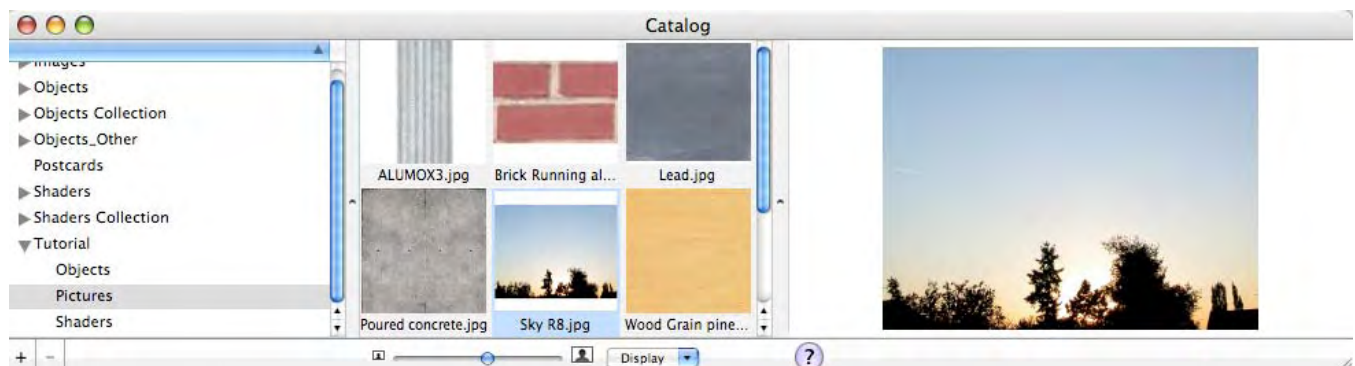 Catalog
Images
Objects
Objects Collection
Objects_Other
Postcards
Shaders
Shaders Collection
Tutorial
Objects
Pictures
Shaders
ALUMOX3.jpg
Brick Running al...
Lead.jpg
Poured concrete.jpg
Sky R8.jpg
Wood Grain pine...
+ -
Display
?